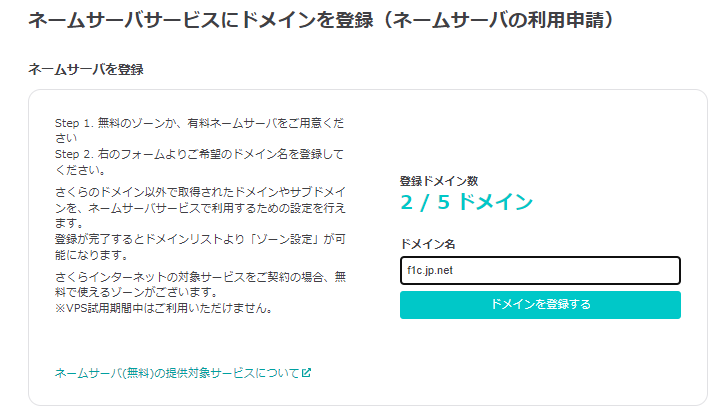 ネームサーバサービスにドメインを登録（ネームサーバの利用申請）
ネームサーバを登録
Step 1. 無料のゾーンか、有料ネームサーバをご用意くだ
さい
Step 2. 右のフォームよりご希望のドメイン名を登録して
ください。
さくらのドメイン以外で取得されたドメインやサブドメイ
ンを、ネームサーバサービスで利用するための設定を行え
ます。
登録が完了するとドメインリストより「ゾーン設定」が可
能になります。
さくらインターネットの対象サービスをご契約の場合、無
料で使えるゾーンがございます。
※VPS試用期間中はご利用いただけません。
ネームサーバ(無料)の提供対象サービスについて
登録ドメイン数
2 / 5 ドメイン
ドメイン名
f1c.jp.net
ドメインを登録する